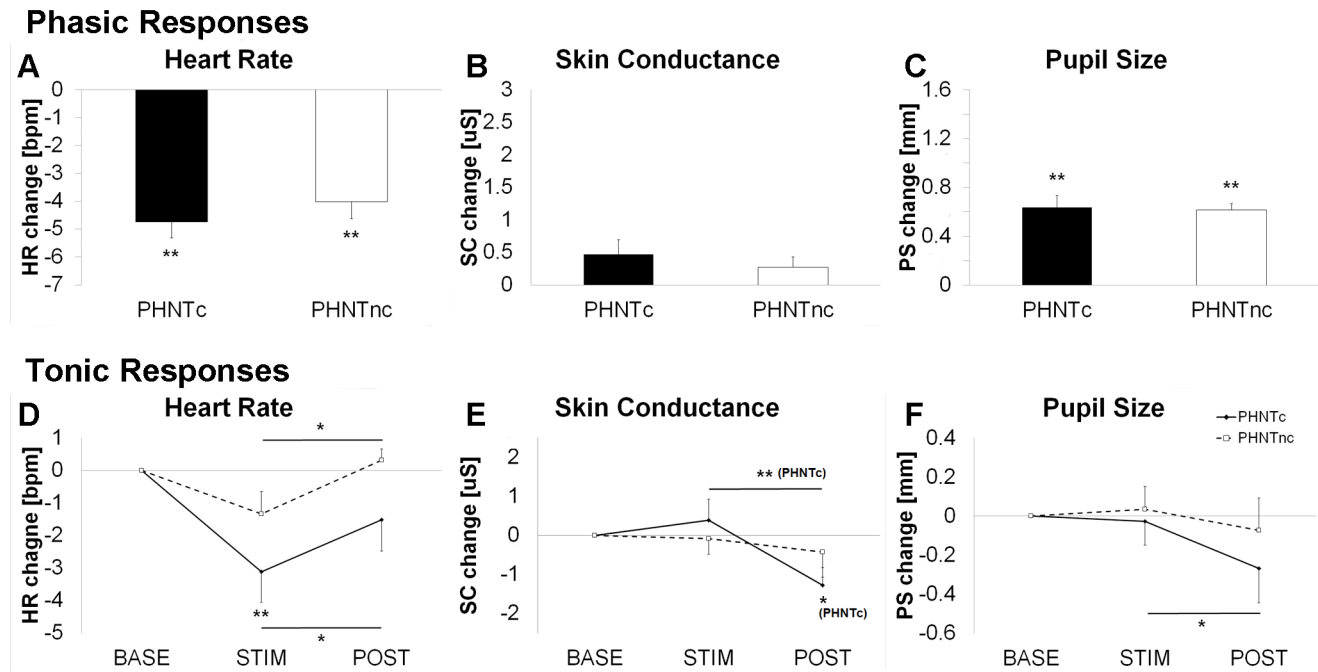 Phasic Responses
A Heart Rate
HR change [bpm]
0
-1
-2
-3
-4
-5
-6
-7
**
**
PHNTc PHNTnc
B Skin Conductance
SC change [uS]
3
2.5
2
1.5
1
0.5
0
PHNTc PHNTnc
C Pupil Size
PS change [mm]
1.6
1.2
0.8
0.4
0
**
**
PHNTc PHNTnc
Tonic Responses
D Heart Rate
HR chagne [bpm]
1
0
-1
-2
-3
-4
-5
*
**
*
BASE STIM POST
E Skin Conductance
SC change [uS]
2
1
0
-1
-2
** (PHNTc)
*
(PHNTc)
BASE STIM POST
F Pupil Size
PHNTc
PHNTnc
PS change [mm]
0.4
0.2
0
-0.2
-0.4
-0.6
*
BASE STIM POST